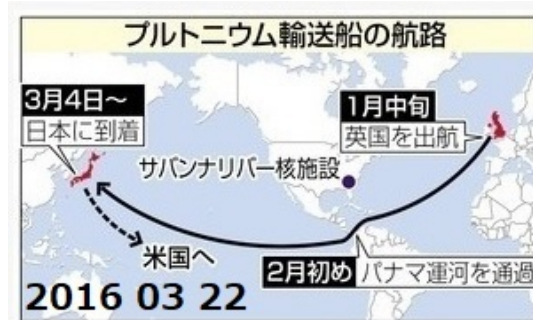 プルトニウム輸送船の航路
3月4日～
日本に到着
1月中旬
英国を出航
サバンナリバー核施設
米国へ
2月初め
パナマ運河を通過
2016 03 22